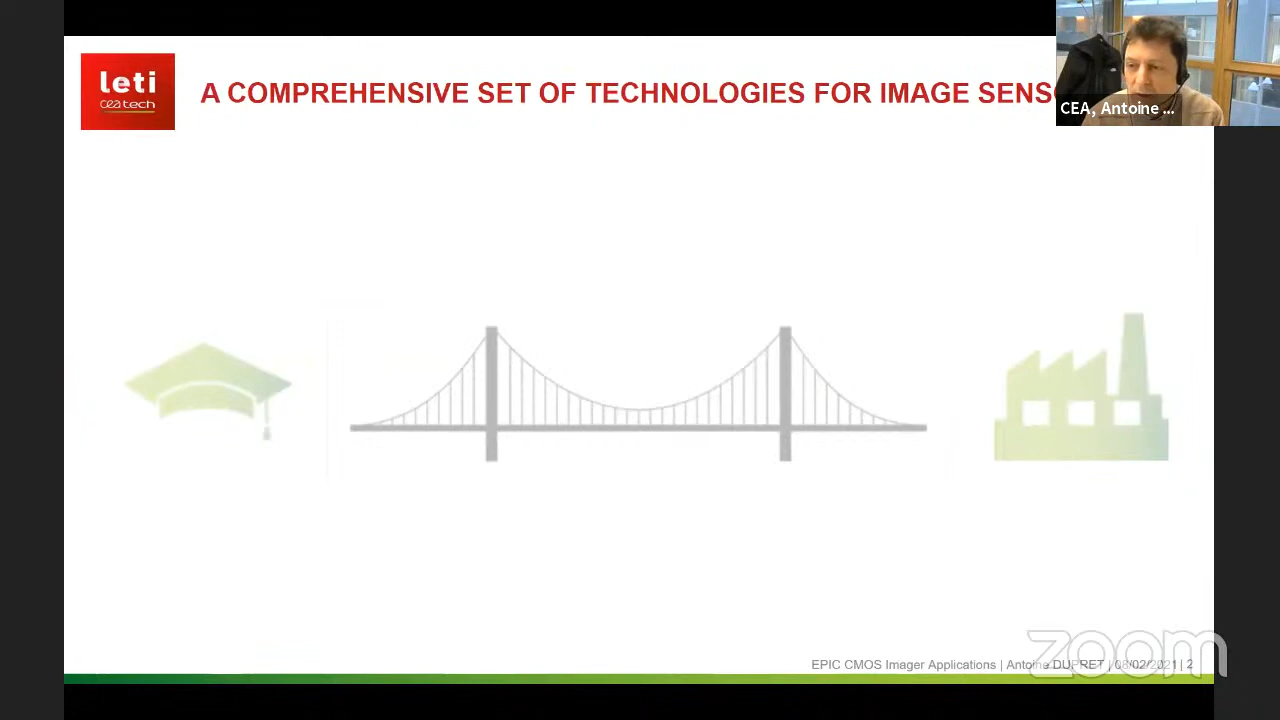 leti
cea tech
A COMPREHENSIVE SET OF TECHNOLOGIES FOR IMAGE
CEA, Antoine ...
EPIC CMOS Imager Applications | Antoine DUPRET | 08/02/2021 | 2
zoom